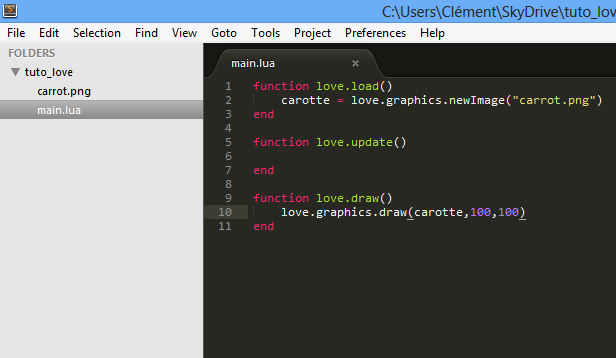 C:\Users\Clément\SkyDrive\tuto_lov
File Edit Selection Find View Goto Tools Project Preferences Help
FOLDERS
tuto_love
carrot.png
main.lua
main.lua ×
1 function love.load()
2 carotte = love.graphics.newImage("carrot.png")
3 end
4
5 function love.update()
6
7 end
8
9 function love.draw()
10 love.graphics.draw(carotte,100,100)
11 end